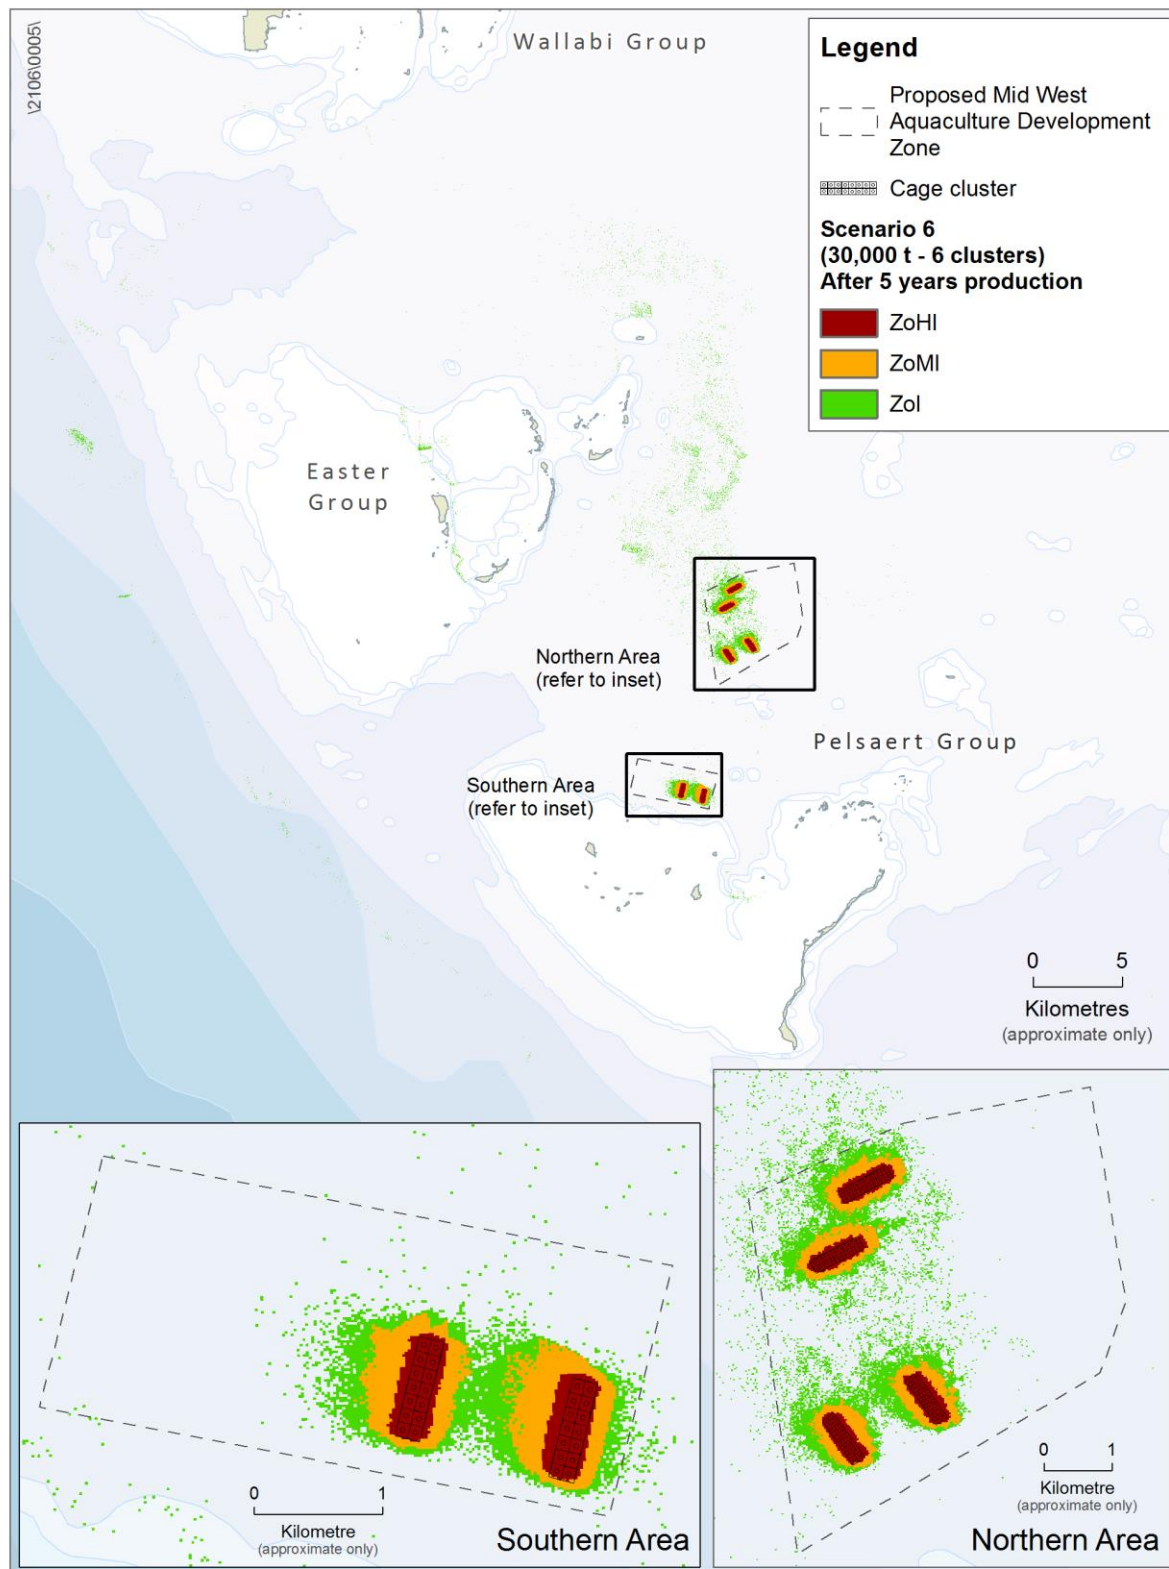 \2106\0005\
Wallabi Group
Legend
Proposed Mid West
Aquaculture Development
Zone
Cage cluster
Scenario 6
(30,000 t - 6 clusters)
After 5 years production
ZoHI
ZoMI
ZoI
Easter
Group
Northern Area
(refer to inset)
Pelsaert Group
Southern Area
(refer to inset)
0 5
Kilometres
(approximate only)
0 1
Kilometre
(approximate only)
Southern Area
0 1
Kilometre
(approximate only)
Northern Area